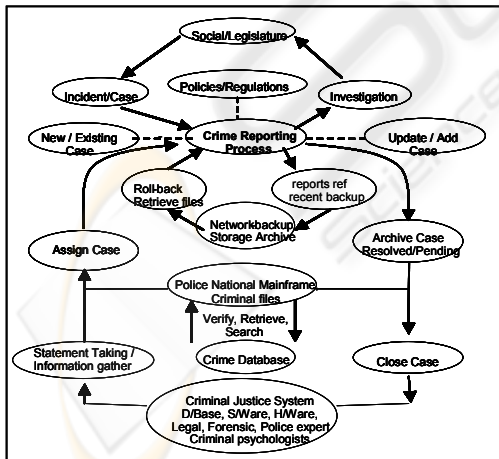 Social/Legislature
Incident/Case
Policies/Regulations
Investigation
New / Existing
Case
Crime Reporting
Process
Update / Add
Case
Roll-back
Retrieve files
reports ref
recent backup
Networkbackup
Storage Archive
Assign Case
Archive Case
Resolved/Pending
Police National Mainframe
Criminal files
Verify, Retrieve,
Search
Statement Taking /
Information gather
Crime Database
Close Case
Criminal Justice System
D/Base, S/Ware, H/Ware,
Legal, Forensic, Police expert
Criminal psychologists